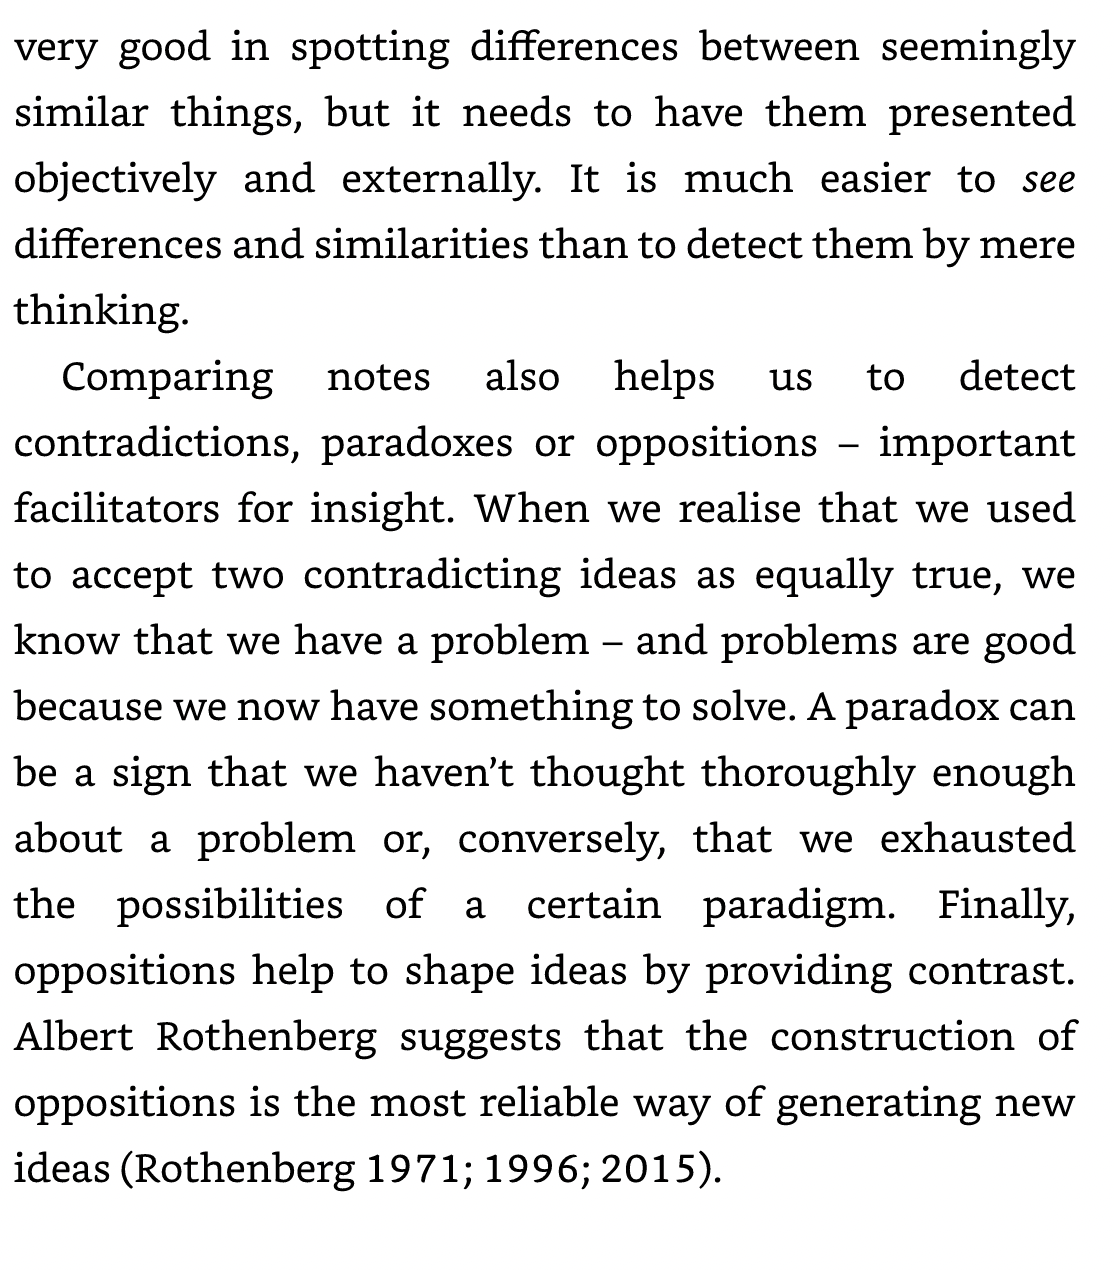 very good in spotting differences between seemingly
similar things, but it needs to have them presented
objectively and externally. It is much easier to see
differences and similarities than to detect them by mere
thinking.
Comparing notes also helps us to detect
contradictions, paradoxes or oppositions – important
facilitators for insight. When we realise that we used
to accept two contradicting ideas as equally true, we
know that we have a problem – and problems are good
because we now have something to solve. A paradox can
be a sign that we haven’t thought thoroughly enough
about a problem or, conversely, that we exhausted
the possibilities of a certain paradigm. Finally,
oppositions help to shape ideas by providing contrast.
Albert Rothenberg suggests that the construction of
oppositions is the most reliable way of generating new
ideas (Rothenberg 1971; 1996; 2015).